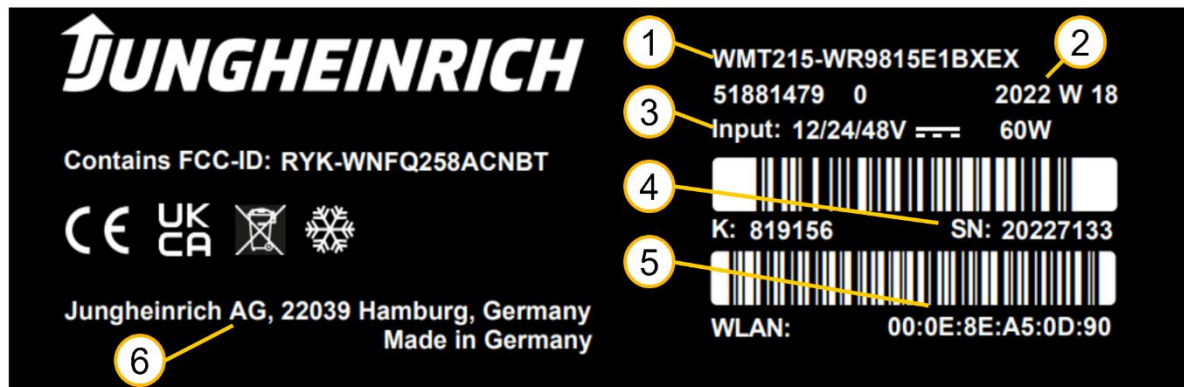 JUNGHEINRICH
Contains FCC-ID: RYK-WNFQ258ACNBT
CE UK CA
Jungheinrich AG, 22039 Hamburg, Germany
Made in Germany
6
1
WMT215-WR9815E1BXEX
2
51881479 0 2022 W 18
3
Input: 12/24/48V 60W
4
K: 819156 SN: 20227133
5
WLAN: 00:0E:8E:A5:0D:90